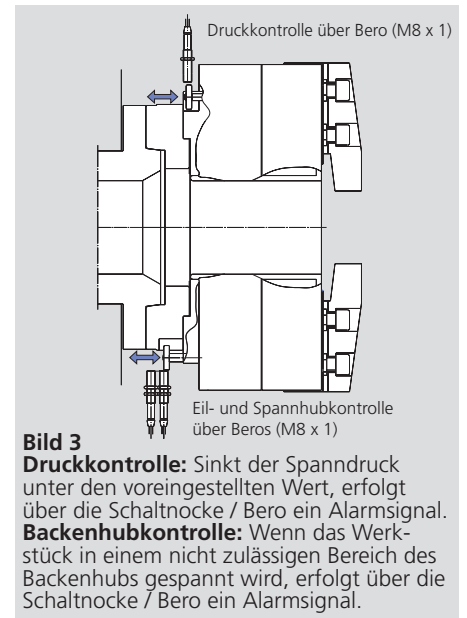 Druckkontrolle über Bero (M8 x 1)
Eil- und Spannhubkontrolle
über Beros (M8 x 1)
Bild 3
Druckkontrolle: Sinkt der Spanndruck
unter den voreingestellten Wert, erfolgt
über die Schaltnocke / Bero ein Alarmsignal.
Backenhubkontrolle: Wenn das Werk-
stück in einem nicht zulässigen Bereich des
Backenhubs gespannt wird, erfolgt über die
Schaltnocke / Bero ein Alarmsignal.